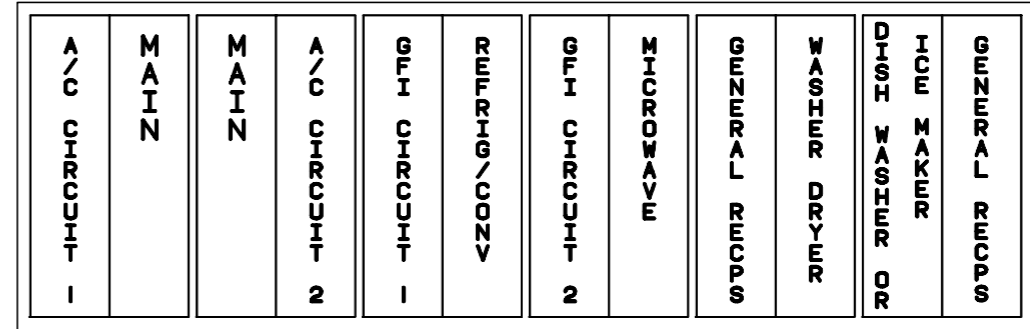 A/C CIRCUIT 1
MAIN
MAIN
A/C CIRCUIT 2
GFI CIRCUIT 1
REFRIG/CONV
GFI CIRCUIT 2
MICROWAVE
GENERAL RECPS
WASHER DRYER
DISH WASHER OR
ICE MAKER
GENERAL RECPS